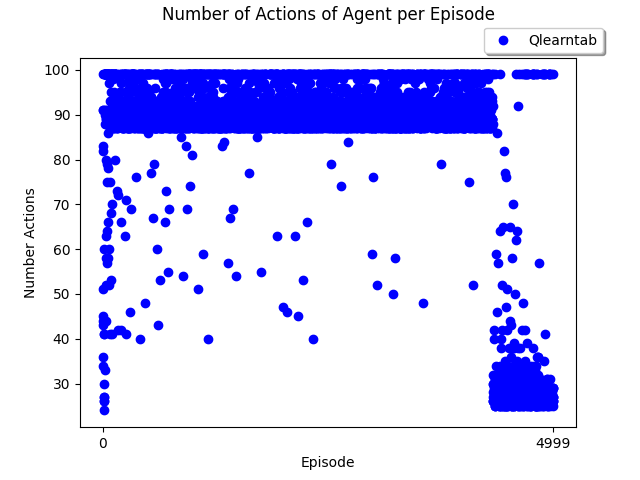 Number of Actions of Agent per Episode
Qlearntab
100
90
80
70
60
50
40
30
Number Actions
0
4999
Episode